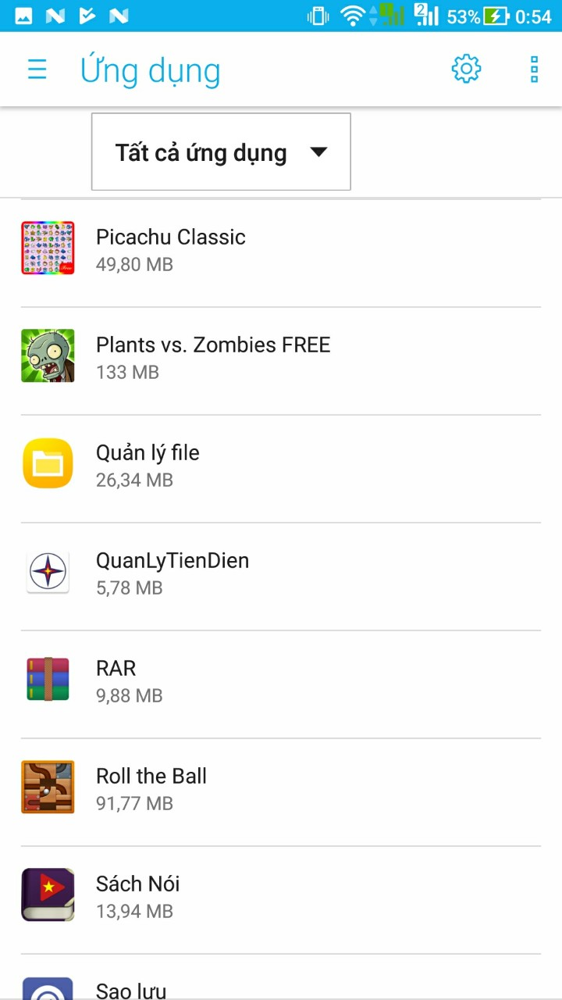 2
53%
0:54
Ứng dụng
Tất cả ứng dụng
Picachu Classic
49,80 MB
Plants vs. Zombies FREE
133 MB
Quản lý file
26,34 MB
QuanLyTienDien
5,78 MB
RAR
9,88 MB
Roll the Ball
91,77 MB
Sách Nói
13,94 MB
Sao lưu